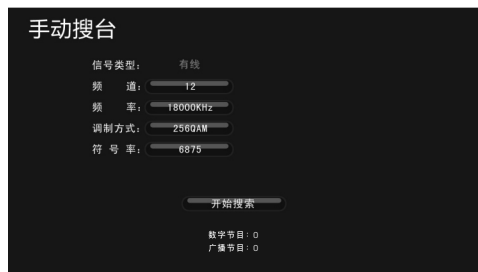 手动搜台
信号类型: 有线
频 道: 12
频 率: 18000KHz
调制方式: 256QAM
符 号 率: 6875
开始搜索
数字节目: 0
广播节目: 0